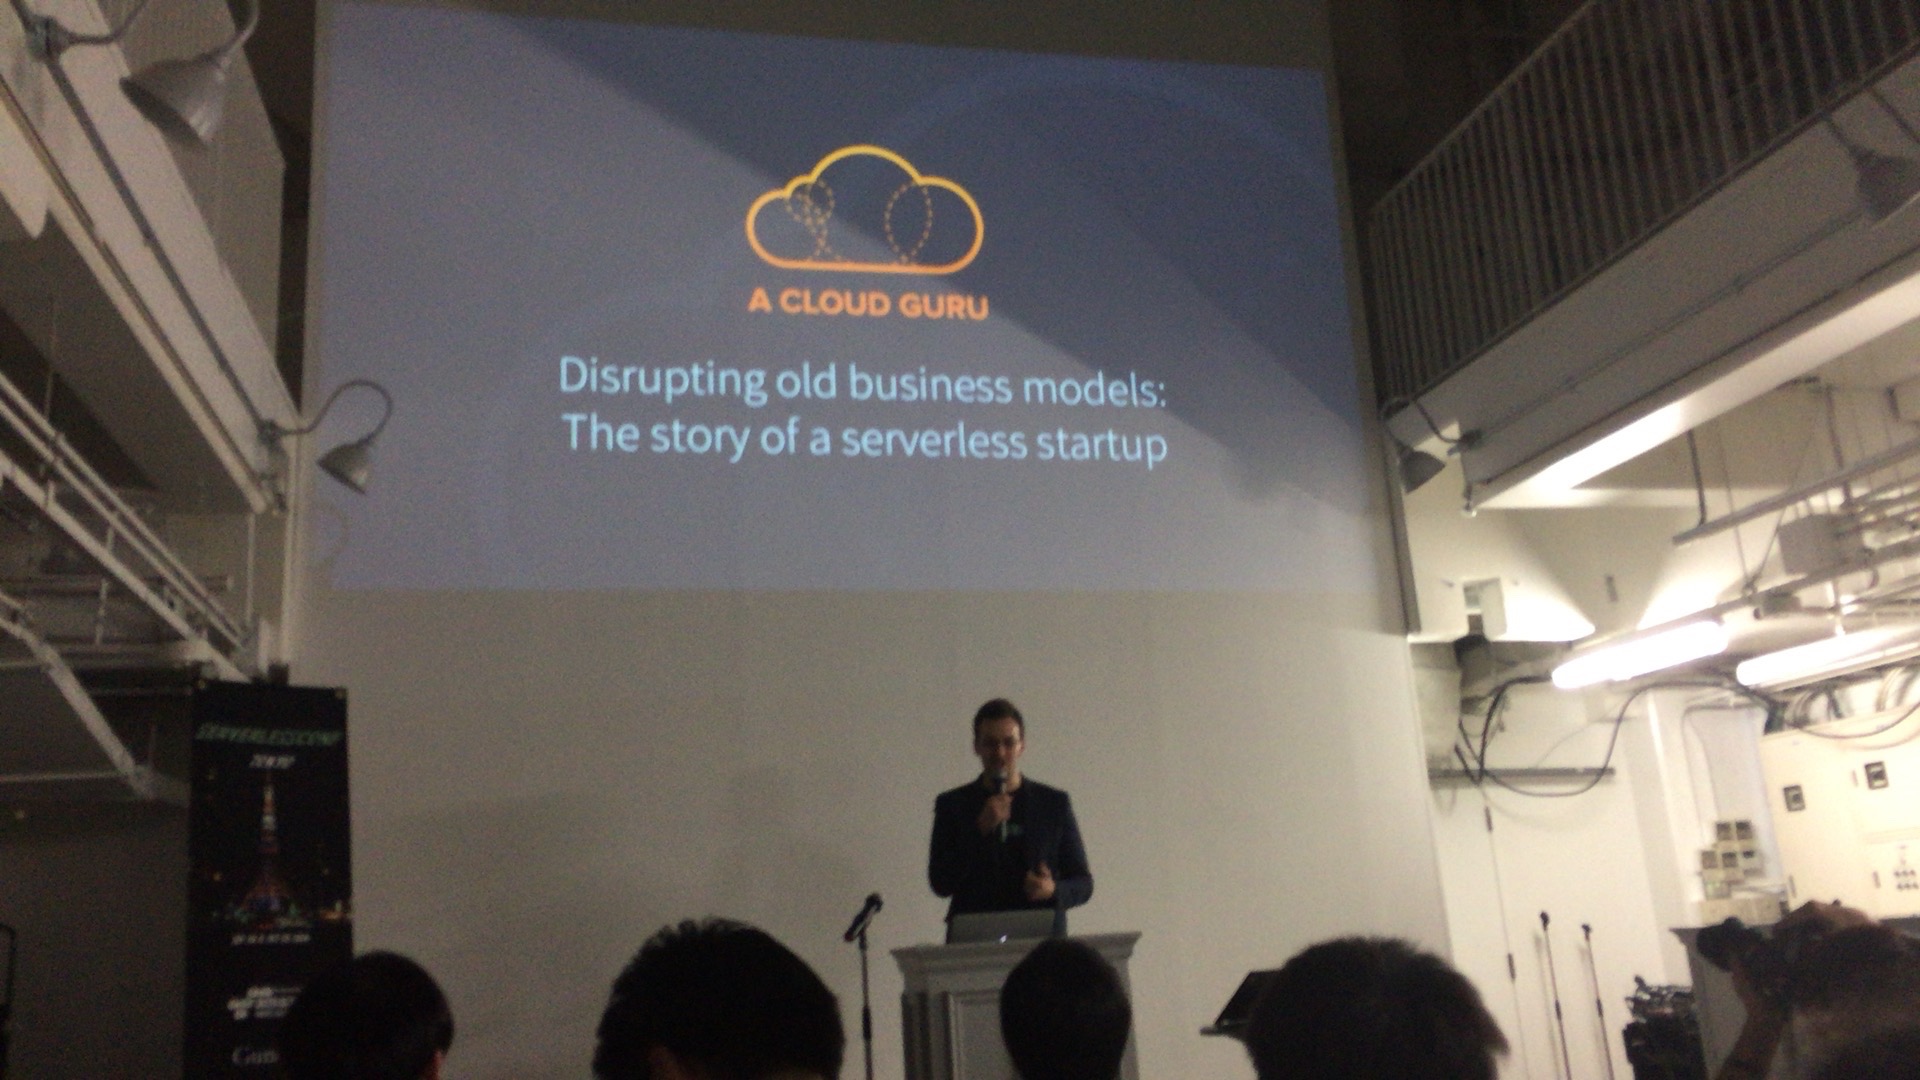 A CLOUD GURU
Disrupting old business models:
The story of a serverless startup
SERVERLESSCONF
TOKYO